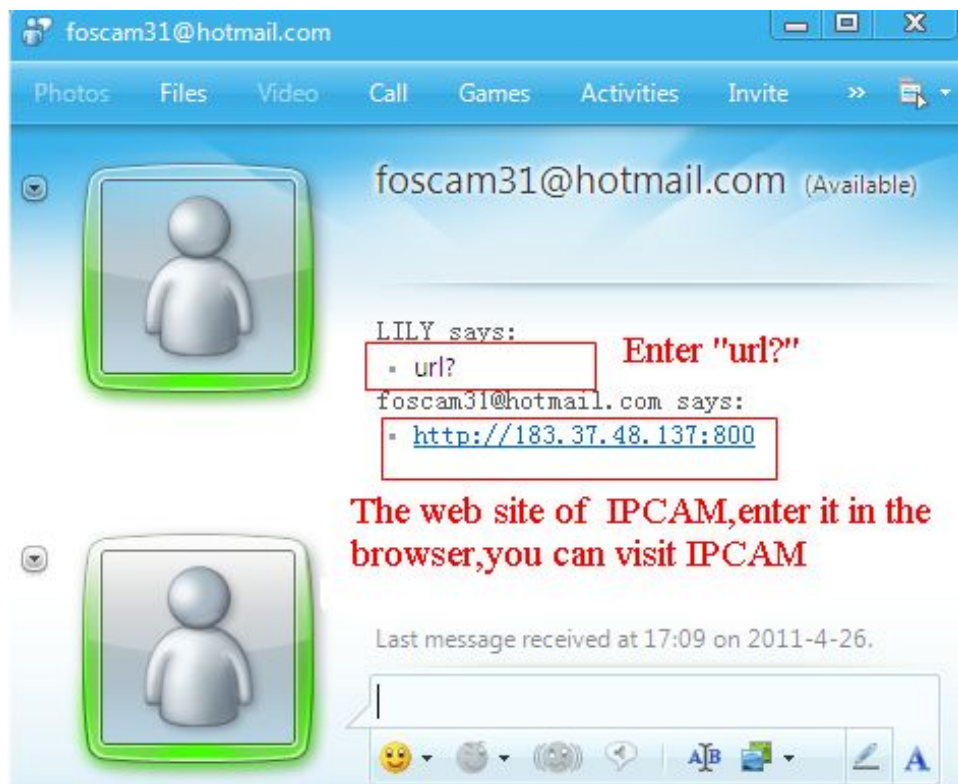 foscam31@hotmail.com
Photos Files Video Call Games Activities Invite »
foscam31@hotmail.com (Available)
LILY says:
url?
Enter "url?"
foscam31@hotmail.com says:
http://183.37.48.137:800
The web site of IPCAM,enter it in the
browser,you can visit IPCAM
Last message received at 17:09 on 2011-4-26.
AB
A